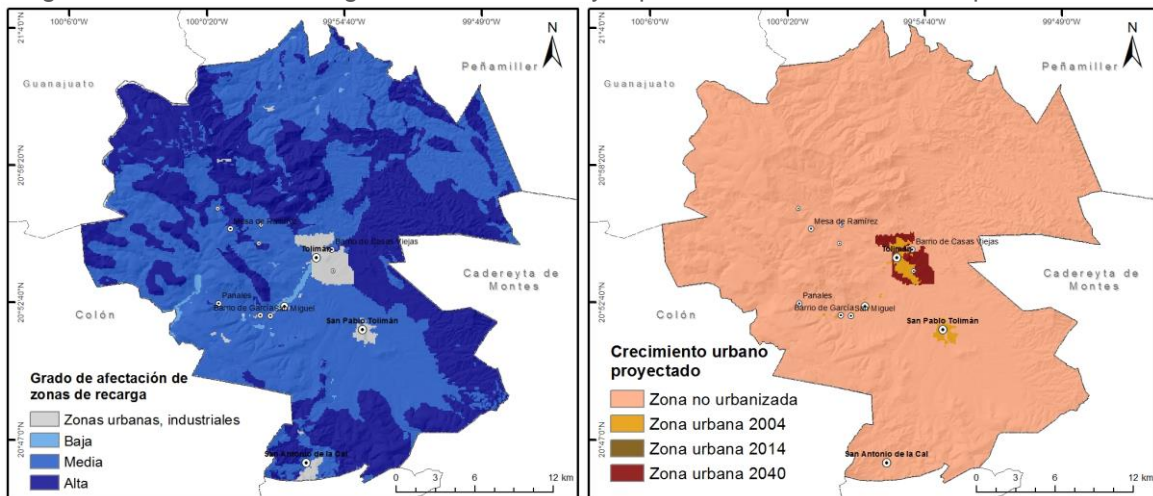 100°6'0"W
100°0'20"W
99°54'40"W
99°49'0"W
21°4'0"N
20°58'20"N
20°52'40"N
20°47'0"N
N
Guanajuato
Peñamiller
Cadereyta de
Montes
Colón
Mesa de Ramírez
Barrio de Casas Viejas
Tolimán
Panales
Barrio de García
San Miguel
San Pablo Tolimán
San Antonio de la Cal
Grado de afectación de
zonas de recarga
Zonas urbanas, industriales
Baja
Media
Alta
0 3 6 12 km
100°6'0"W
100°0'20"W
99°54'40"W
99°49'0"W
21°4'0"N
20°58'20"N
20°52'40"N
20°47'0"N
N
Guanajuato
Peñamiller
Cadereyta de
Montes
Colón
Mesa de Ramírez
Barrio de Casas Viejas
Tolimán
Panales
Barrio de García
San Miguel
San Pablo Tolimán
San Antonio de la Cal
Crecimiento urbano
proyectado
Zona no urbanizada
Zona urbana 2004
Zona urbana 2014
Zona urbana 2040
0 3 6 12 km